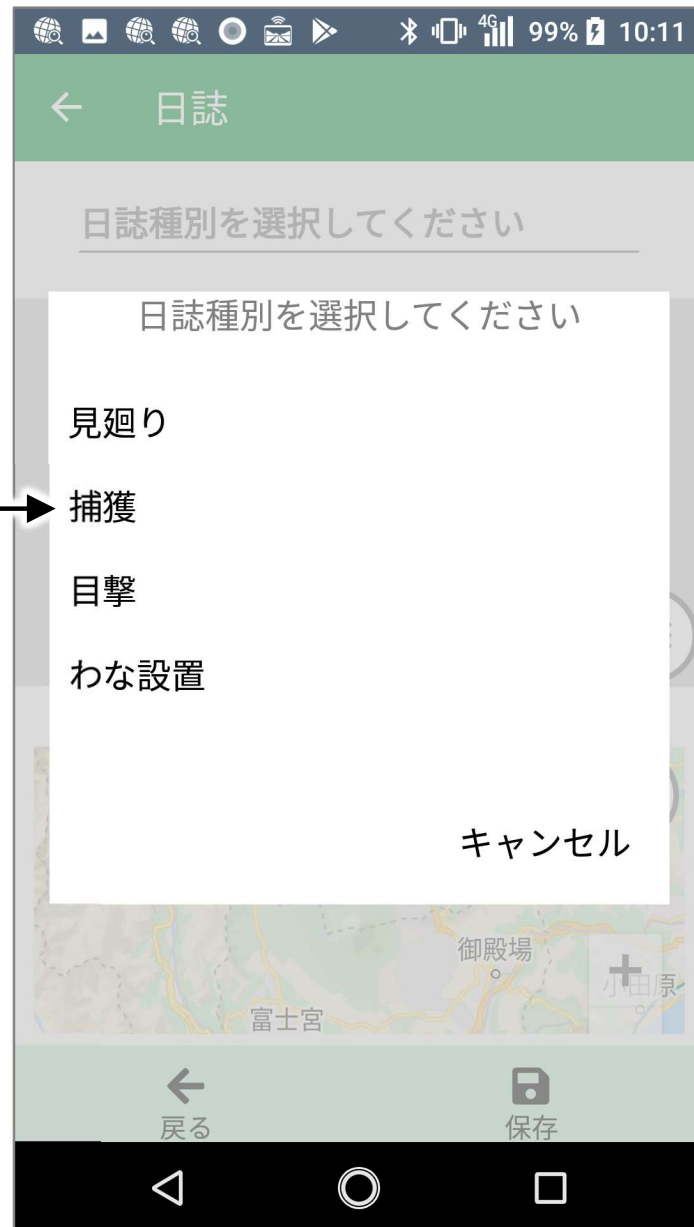 4G 99% 10:11
日誌
日誌種別を選択してください
日誌種別を選択してください
見廻り
捕獲
目撃
わな設置
キャンセル
御殿場
小田原
富士宮
戻る 保存